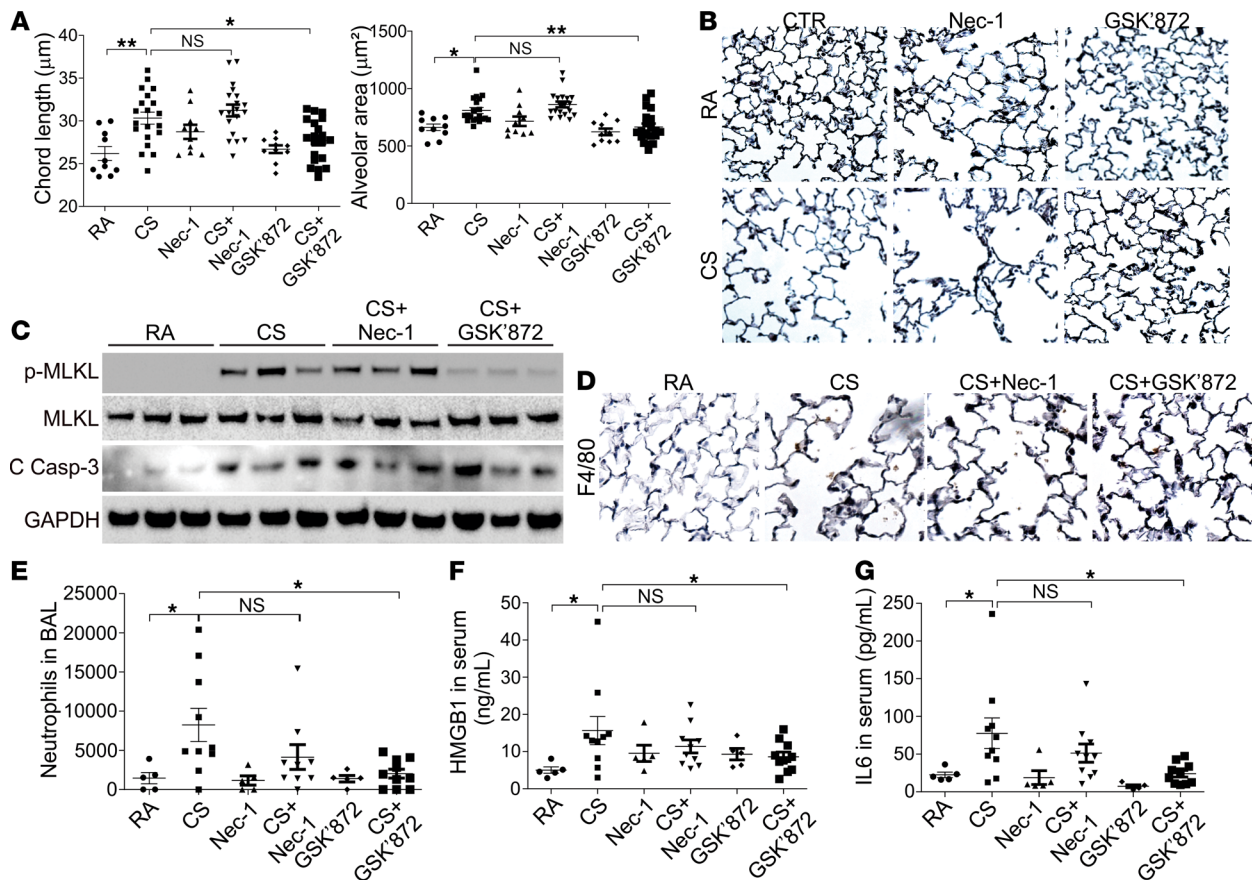 A
Chord length (μm)
40
35
30
25
20
**
NS
*
RA
CS
Nec-1
CS+
Nec-1
GSK'872
CS+
GSK'872
Alveolar area (μm²)
1500
1000
500
0
*
NS
**
RA
CS
Nec-1
CS+
Nec-1
GSK'872
CS+
GSK'872
B
CTR
Nec-1
GSK'872
RA
CS
C
RA
CS
CS+
Nec-1
CS+
GSK'872
p-MLKL
MLKL
C Casp-3
GAPDH
D
RA
CS
CS+Nec-1
CS+GSK'872
F4/80
E
Neutrophils in BAL
25000
20000
15000
10000
5000
0
*
NS
*
RA
CS
Nec-1
CS+
Nec-1
GSK'872
CS+
GSK'872
F
HMGB1 in serum
(ng/mL)
50
40
30
20
10
0
*
NS
*
RA
CS
Nec-1
CS+
Nec-1
GSK'872
CS+
GSK'872
G
IL6 in serum (pg/mL)
250
200
150
100
50
0
*
NS
*
RA
CS
Nec-1
CS+
Nec-1
GSK'872
CS+
GSK'872